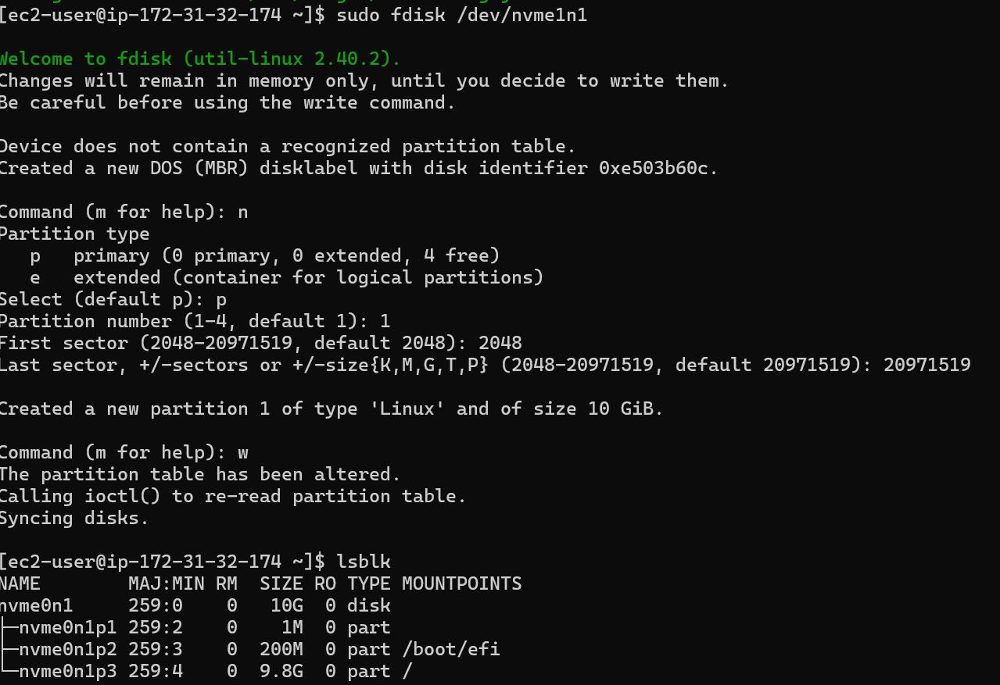 [ec2-user@ip-172-31-32-174 ~]$ sudo fdisk /dev/nvme1n1
Welcome to fdisk (util-linux 2.40.2).
Changes will remain in memory only, until you decide to write them.
Be careful before using the write command.
Device does not contain a recognized partition table.
Created a new DOS (MBR) disklabel with disk identifier 0xe503b60c.
Command (m for help): n
Partition type
   p   primary (0 primary, 0 extended, 4 free)
   e   extended (container for logical partitions)
Select (default p): p
Partition number (1-4, default 1): 1
First sector (2048-20971519, default 2048): 2048
Last sector, +/-sectors or +/-size{K,M,G,T,P} (2048-20971519, default 20971519): 20971519
Created a new partition 1 of type 'Linux' and of size 10 GiB.
Command (m for help): w
The partition table has been altered.
Calling ioctl() to re-read partition table.
Syncing disks.
[ec2-user@ip-172-31-32-174 ~]$ lsblk
NAME        MAJ:MIN RM  SIZE RO TYPE MOUNTPOINTS
nvme0n1     259:0    0   10G  0 disk
├─nvme0n1p1 259:2    0    1M  0 part
├─nvme0n1p2 259:3    0  200M  0 part /boot/efi
└─nvme0n1p3 259:4    0  9.8G  0 part /